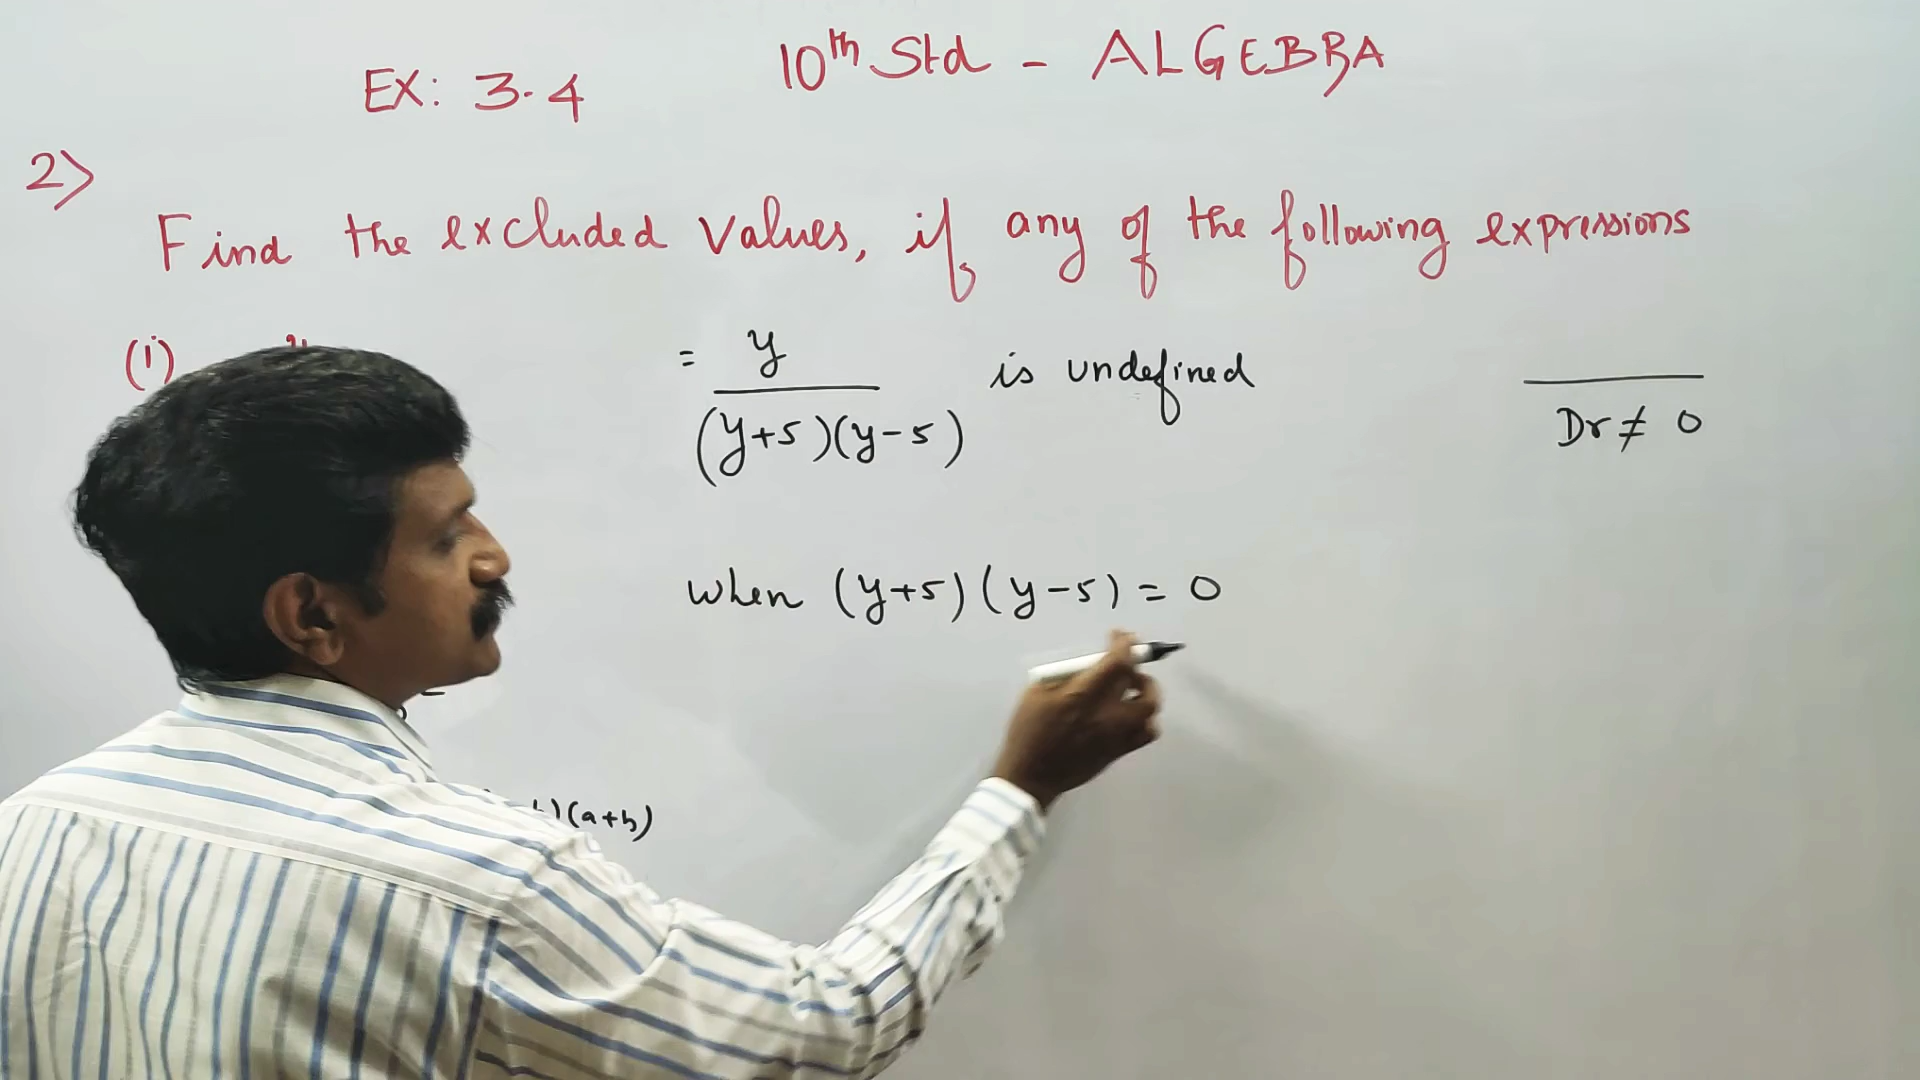 10th Std - ALGEBRA
EX: 3.4
2>
Find the excluded values, if any of the following expressions
(i)
= y
is undefined
(y+5)(y-5)
Dr ≠ 0
when (y+5)(y-5) = 0
)(a+b)